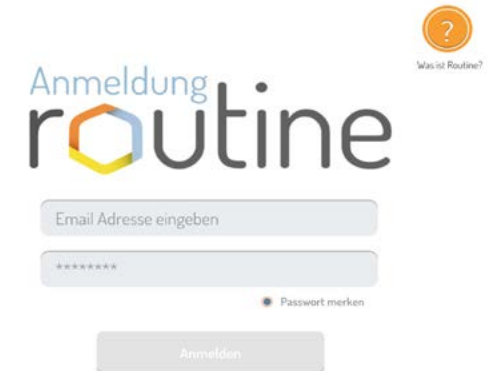 ?
Was ist Routine?
Anmeldung
routine
Email Adresse eingeben
********
Passwort merken
Anmelden